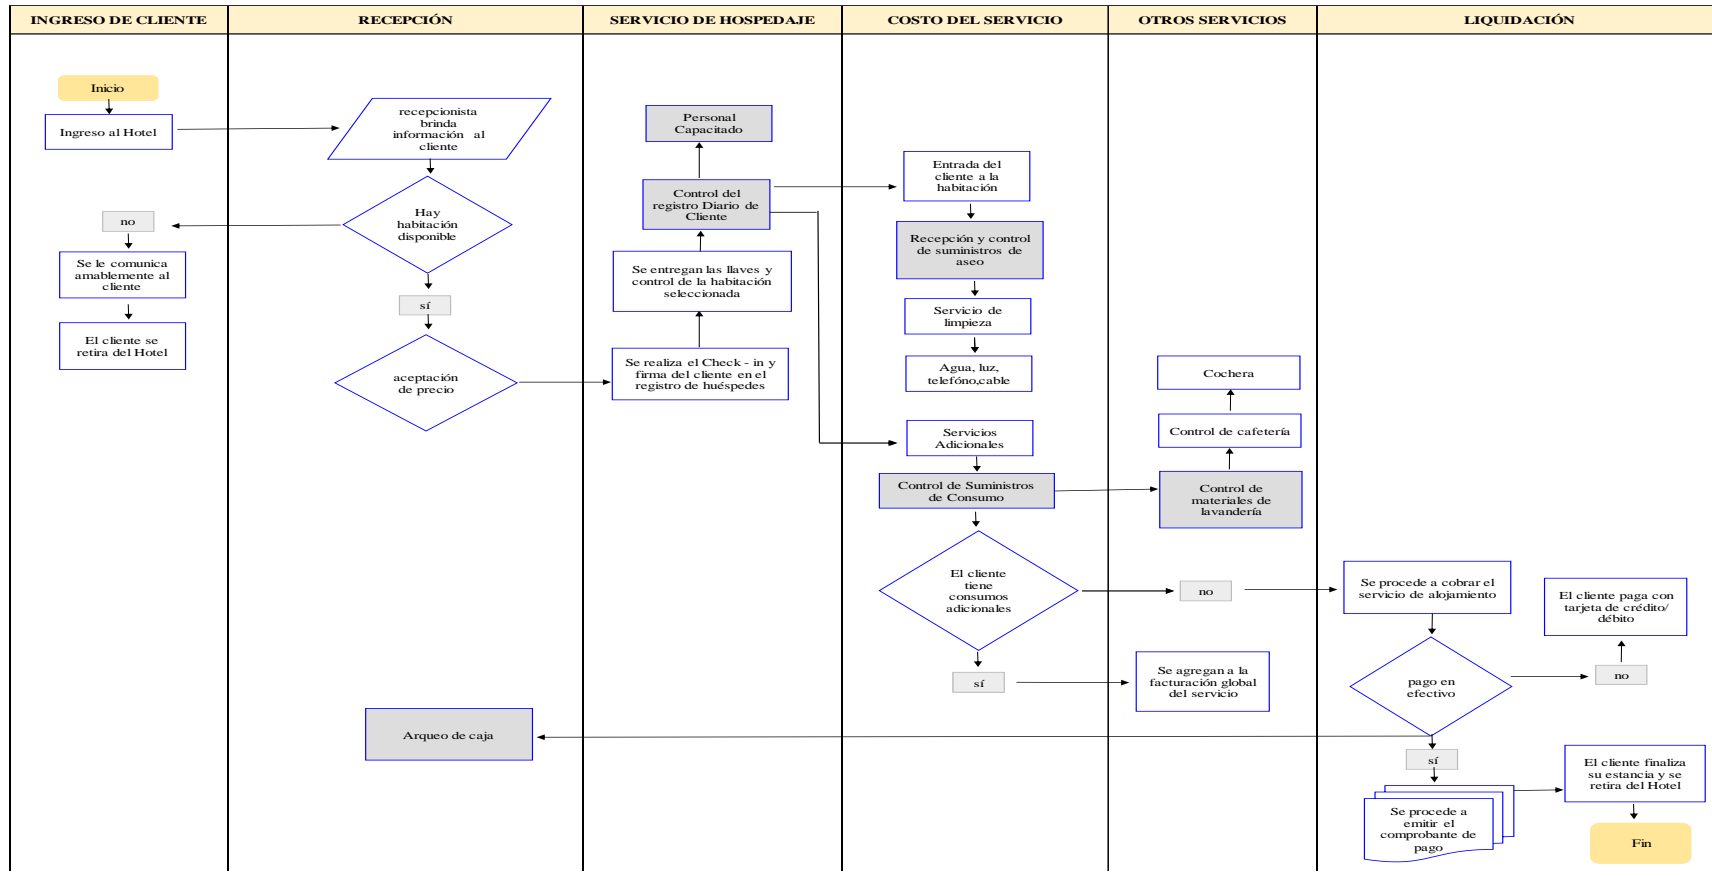 INGRESO DE CLIENTE
RECEPCIÓN
SERVICIO DE HOSPEDAJE
COSTO DEL SERVICIO
OTROS SERVICIOS
LIQUIDACIÓN
Inicio
Ingreso al Hotel
no
Se le comunica
amablemente al
cliente
El cliente se
retira del Hotel
recepcionista
brinda
información al
cliente
Hay
habitación
disponible
sí
aceptación
de precio
Arqueo de caja
Personal
Capacitado
Control del
registro Diario de
Cliente
Se entregan las llaves y
control de la habitación
seleccionada
Se realiza el Check - in y
firma del cliente en el
registro de huéspedes
Entrada del
cliente a la
habitación
Recepción y control
de suministros de
aseo
Servicio de
limpieza
Agua, luz,
telefóno,cable
Servicios
Adicionales
Control de Suministros
de Consumo
El cliente
tiene
consumos
adicionales
sí
Cochera
Control de cafetería
Control de
materiales de
lavandería
no
Se agregan a la
facturación global
del servicio
Se procede a cobrar el
servicio de alojamiento
El cliente paga con
tarjeta de crédito/
débito
pago en
efectivo
no
sí
Se procede a
emitir el
comprobante de
pago
El cliente finaliza
su estancia y se
retira del Hotel
Fin